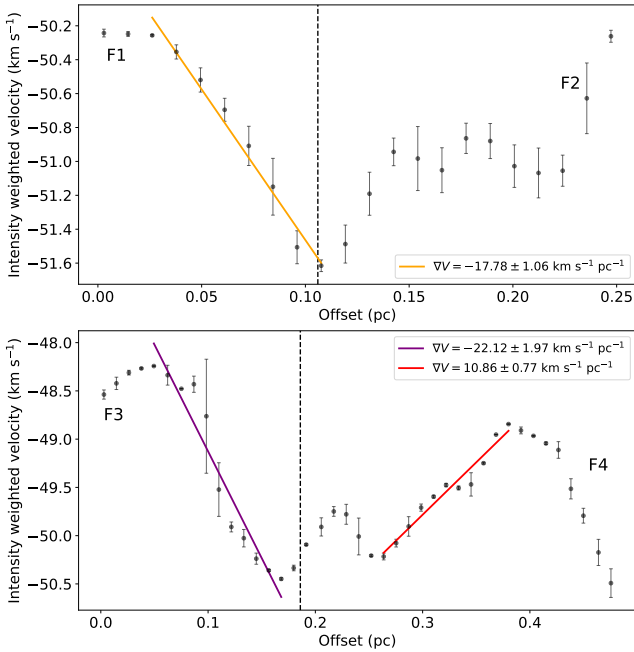 Intensity weighted velocity (km s⁻¹)
−50.2
−50.4
−50.6
−50.8
−51.0
−51.2
−51.4
−51.6
F1
F2
∇V = −17.78 ± 1.06 km s⁻¹ pc⁻¹
0.00 0.05 0.10 0.15 0.20 0.25
Offset (pc)
Intensity weighted velocity (km s⁻¹)
−48.0
−48.5
−49.0
−49.5
−50.0
−50.5
F3
F4
∇V = −22.12 ± 1.97 km s⁻¹ pc⁻¹
∇V = 10.86 ± 0.77 km s⁻¹ pc⁻¹
0.0 0.1 0.2 0.3 0.4
Offset (pc)